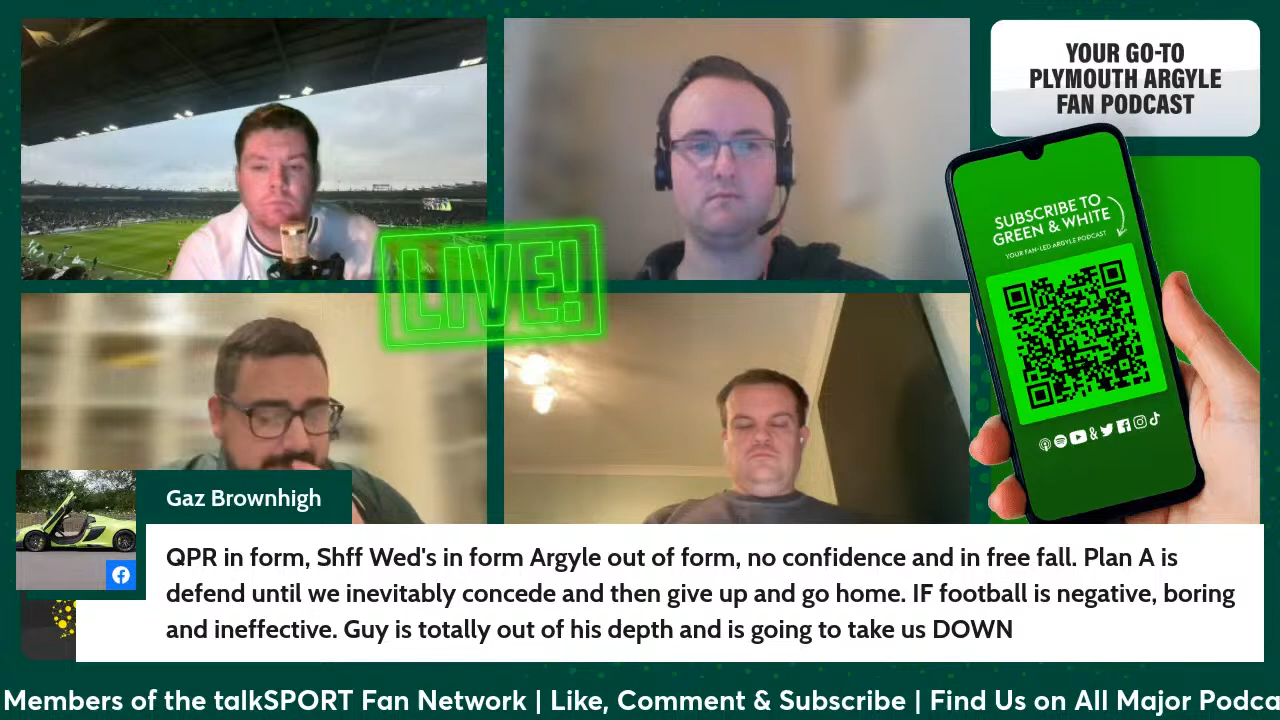 YOUR GO-TO
PLYMOUTH ARGYLE
FAN PODCAST
SUBSCRIBE TO
GREEN & WHITE
YOUR FAN-LED ARGYLE PODCAST
&
LIVE!
Gaz Brownhigh
QPR in form, Shff Wed's in form Argyle out of form, no confidence and in free fall. Plan A is
defend until we inevitably concede and then give up and go home. IF football is negative, boring
and ineffective. Guy is totally out of his depth and is going to take us DOWN
Members of the talkSPORT Fan Network | Like, Comment & Subscribe | Find Us on All Major Podca